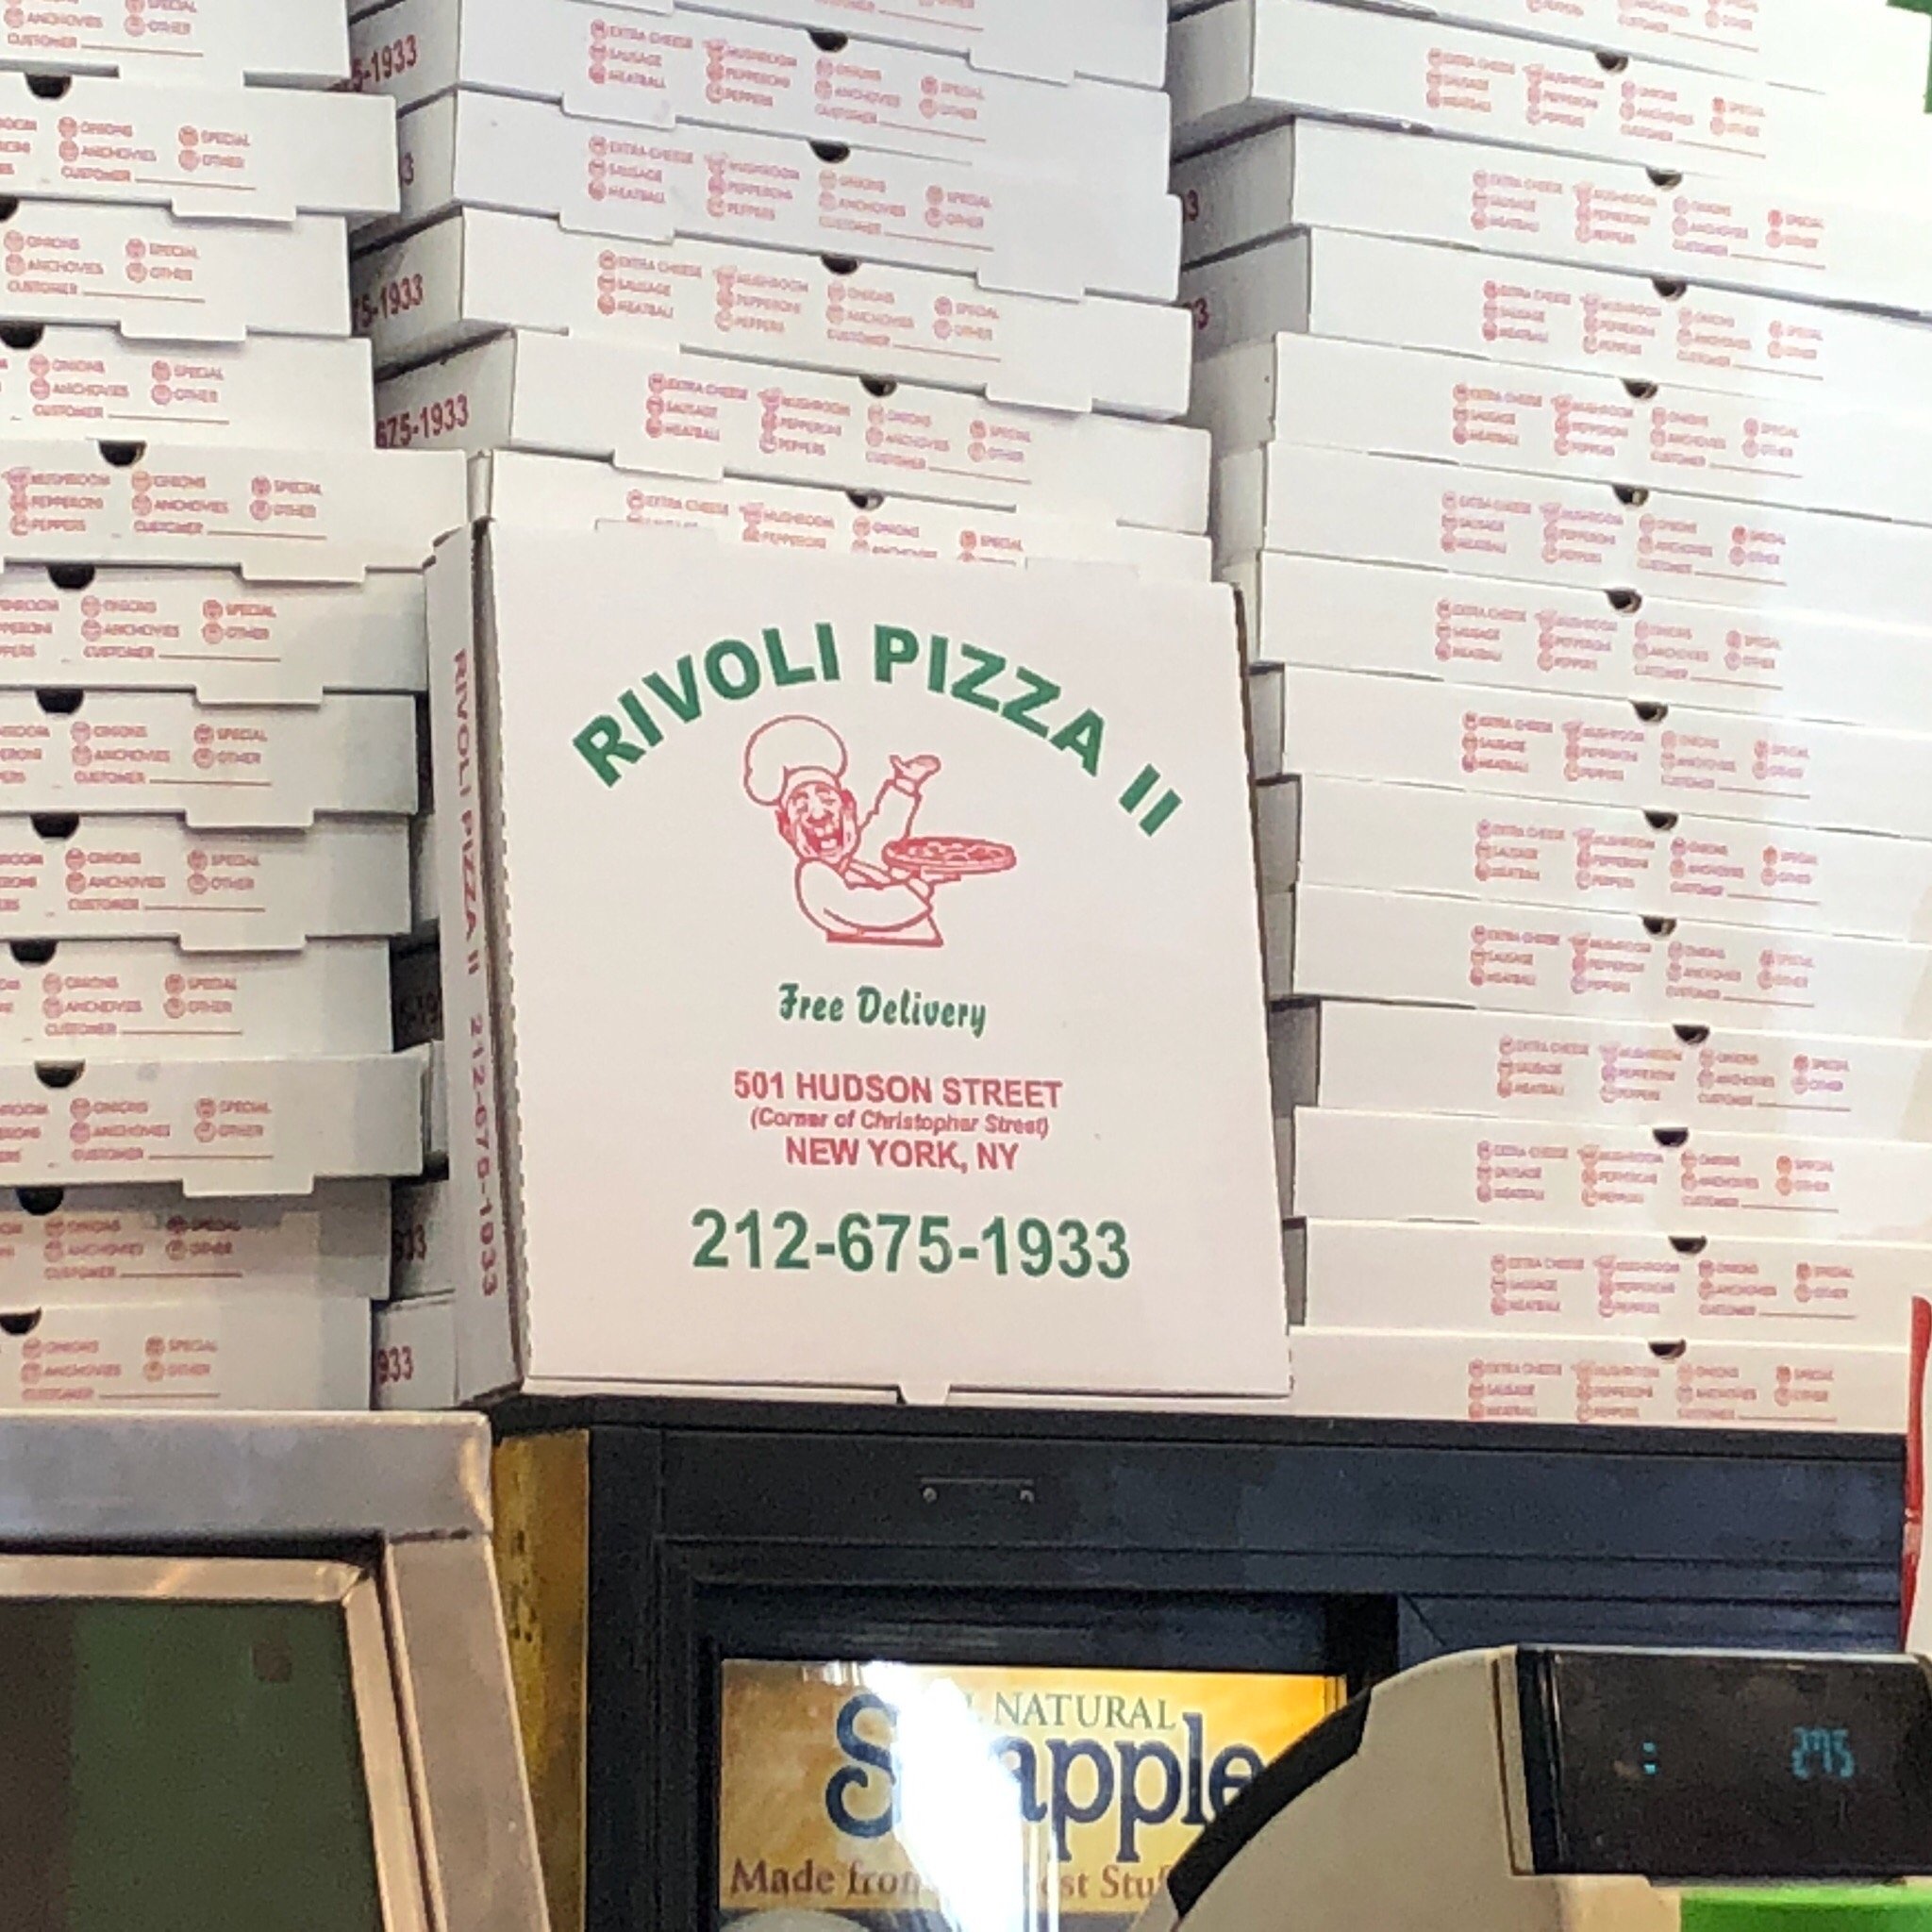 EXTRA CHEESE MUSHROOM ONIONS SPECIAL
SAUSAGE PEPPERONI ANCHOVIES OTHER
MEATBALL PEPPERS CUSTOMER
675-1933
RIVOLI PIZZA II
Free Delivery
501 HUDSON STREET
(Corner of Christopher Street)
NEW YORK, NY
212-675-1933
RIVOLI PIZZA II 212-675-1933
NATURAL
Snapple
Made from